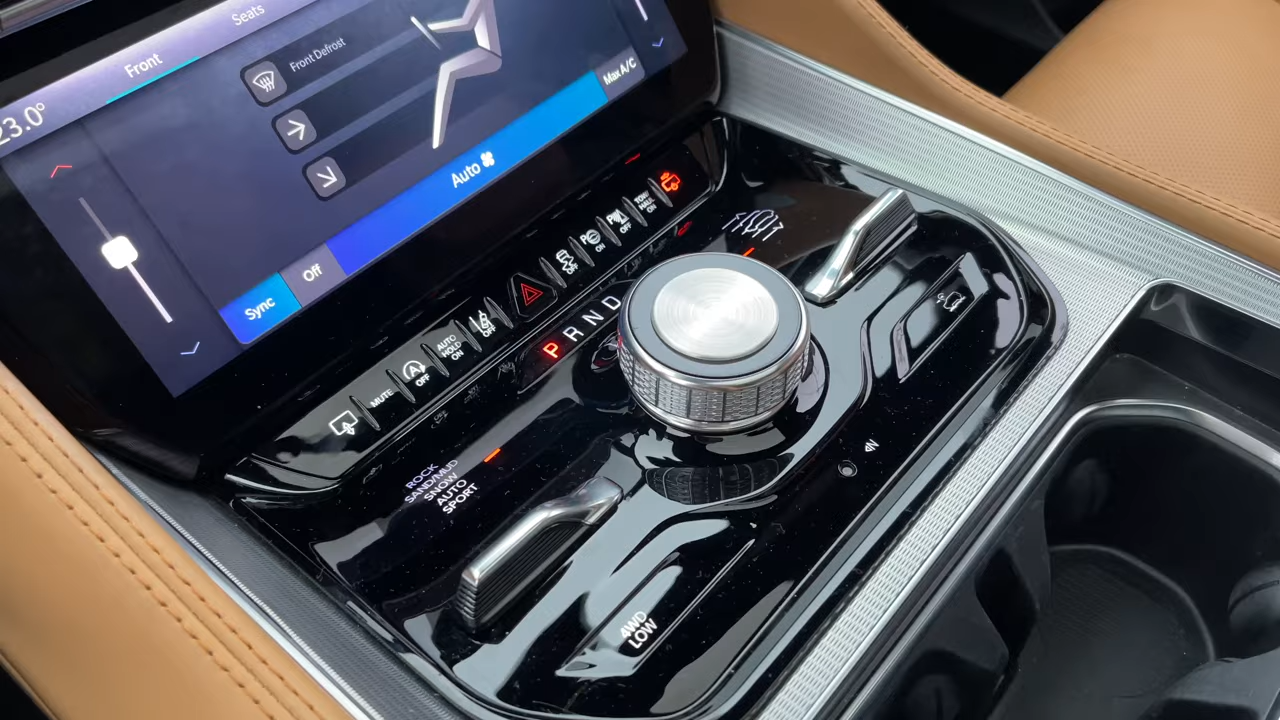 Seats
Front
23.0°
Front Defrost
Max A/C
Auto
Off
Sync
TOW/
HAUL
ON
P
OFF
P
ON
OFF
OFF
AUTO
HOLD
ON
A
OFF
MUTE
P R N D
ROCK
SAND/MUD
SNOW
AUTO
SPORT
4WD
LOW
N